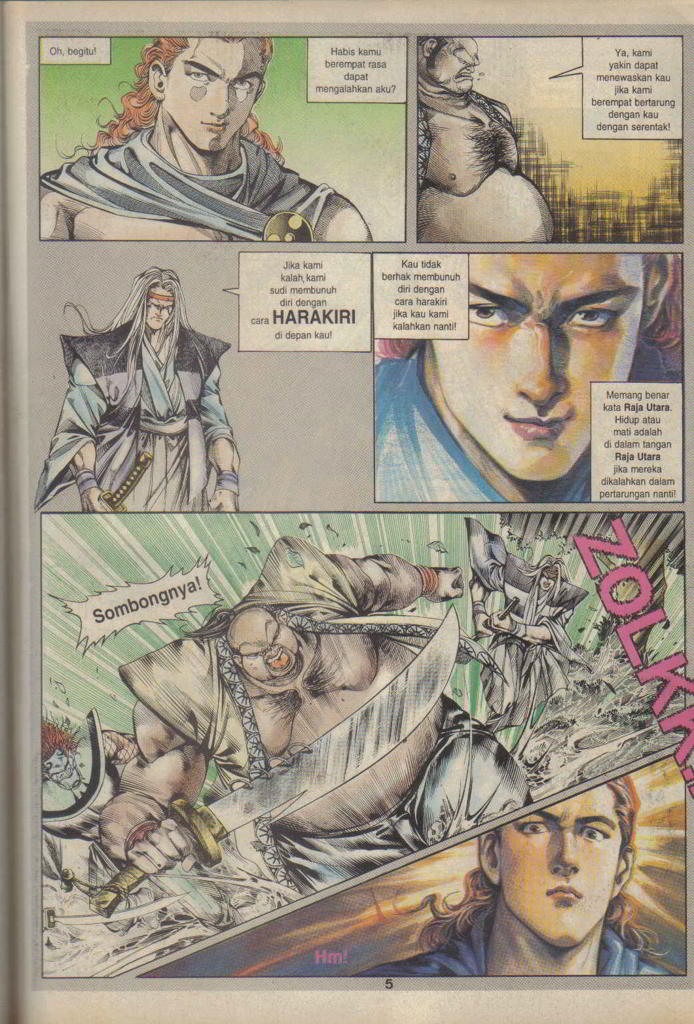 Oh, begitu!
Habis kamu
berempat rasa
dapat
mengalahkan aku?
Ya, kami
yakin dapat
menewaskan kau
jika kami
berempat bertarung
dengan kau
dengan serentak!
Jika kami
kalah, kami
sudi membunuh
diri dengan
cara HARAKIRI
di depan kau!
Kau tidak
berhak membunuh
diri dengan
cara harakiri
jika kau kami
kalahkan nanti!
Memang benar
kata Raja Utara.
Hidup atau
mati adalah
di dalam tangan
Raja Utara
jika mereka
dikalahkan dalam
pertarungan nanti!
Sombongnya!
Hm!
5